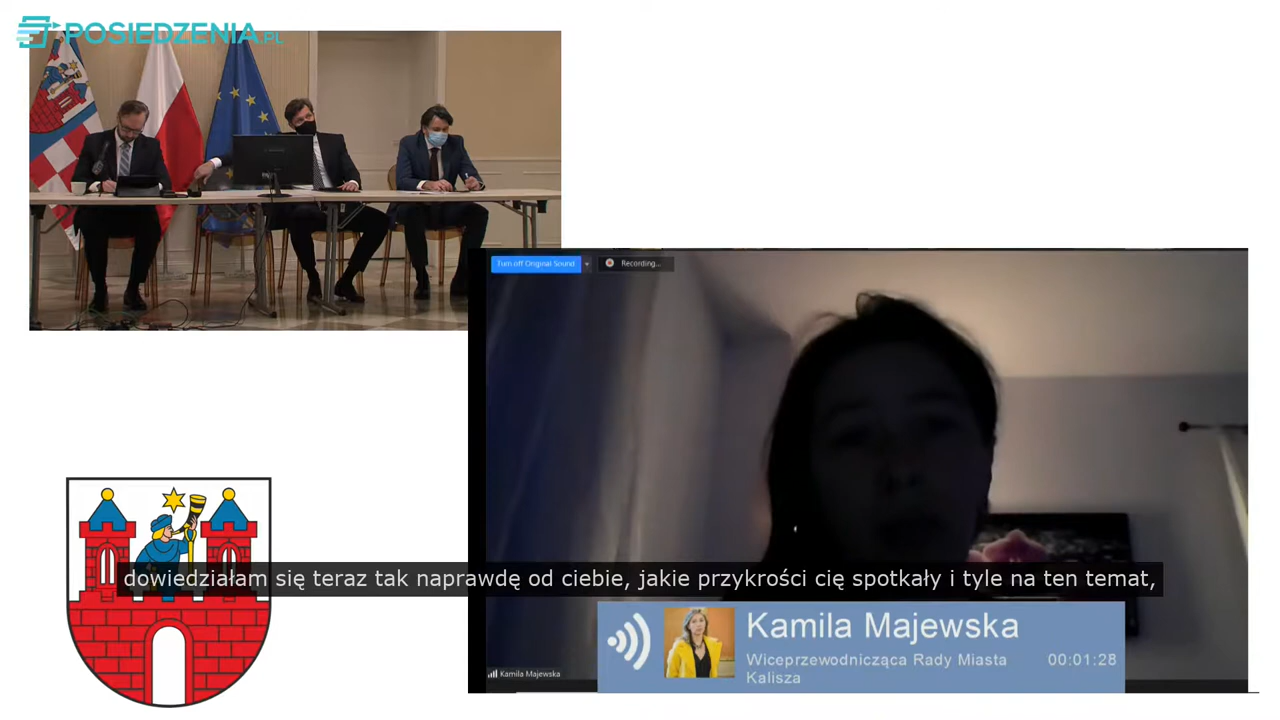 POSIEDZENIA.PL
Turn off Original Sound
Recording...
dowiedziałam się teraz tak naprawdę od ciebie, jakie przykrości cię spotkały i tyle na ten temat,
Kamila Majewska
Wiceprzewodnicząca Rady Miasta
Kalisza
00:01:28
Kamila Majewska